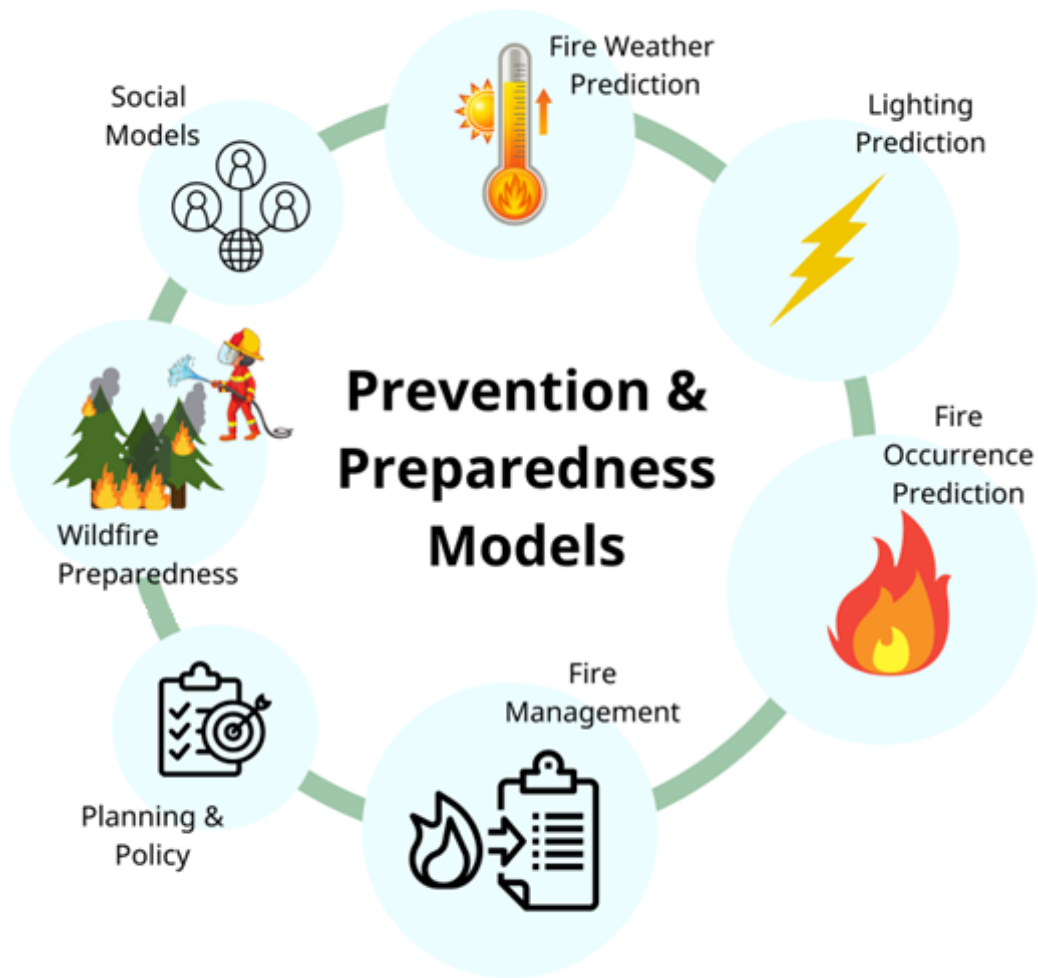 Fire Weather
Prediction
Social
Models
Lighting
Prediction
Prevention &
Preparedness
Models
Fire
Occurrence
Prediction
Wildfire
Preparedness
Fire
Management
Planning &
Policy